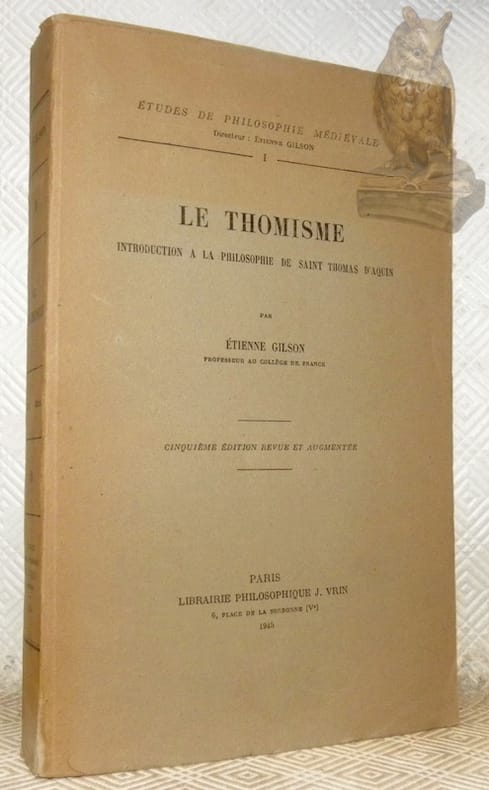 ÉTUDES DE PHILOSOPHIE MÉDIÉVALE
Directeur : ÉTIENNE GILSON
I
LE THOMISME
INTRODUCTION A LA PHILOSOPHIE DE SAINT THOMAS D'AQUIN
PAR
ÉTIENNE GILSON
PROFESSEUR AU COLLÈGE DE FRANCE
CINQUIÈME ÉDITION REVUE ET AUGMENTÉE
PARIS
LIBRAIRIE PHILOSOPHIQUE J. VRIN
6, PLACE DE LA SORBONNE (Vᵉ)